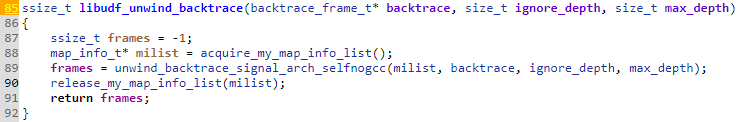 85 ssize_t libudf_unwind_backtrace(backtrace_frame_t* backtrace, size_t ignore_depth, size_t max_depth)
86 {
87     ssize_t frames = -1;
88     map_info_t* milist = acquire_my_map_info_list();
89     frames = unwind_backtrace_signal_arch_selfnogcc(milist, backtrace, ignore_depth, max_depth);
90     release_my_map_info_list(milist);
91     return frames;
92 }